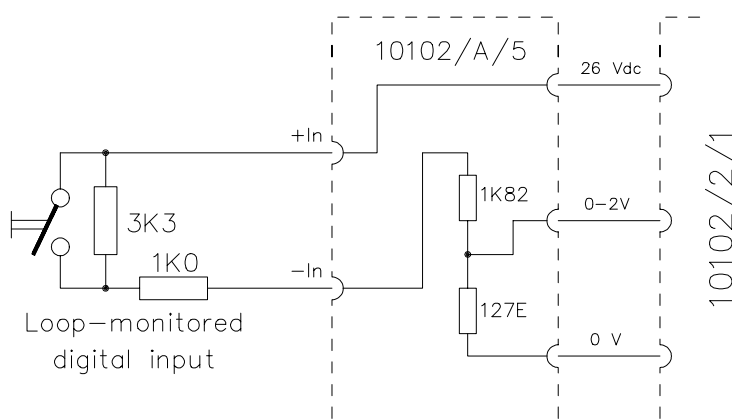 10102/A/5
26 Vdc
+In
1K82
0-2V
3K3
1K0
-In
127E
Loop-monitored
digital input
0 V
10102/2/1